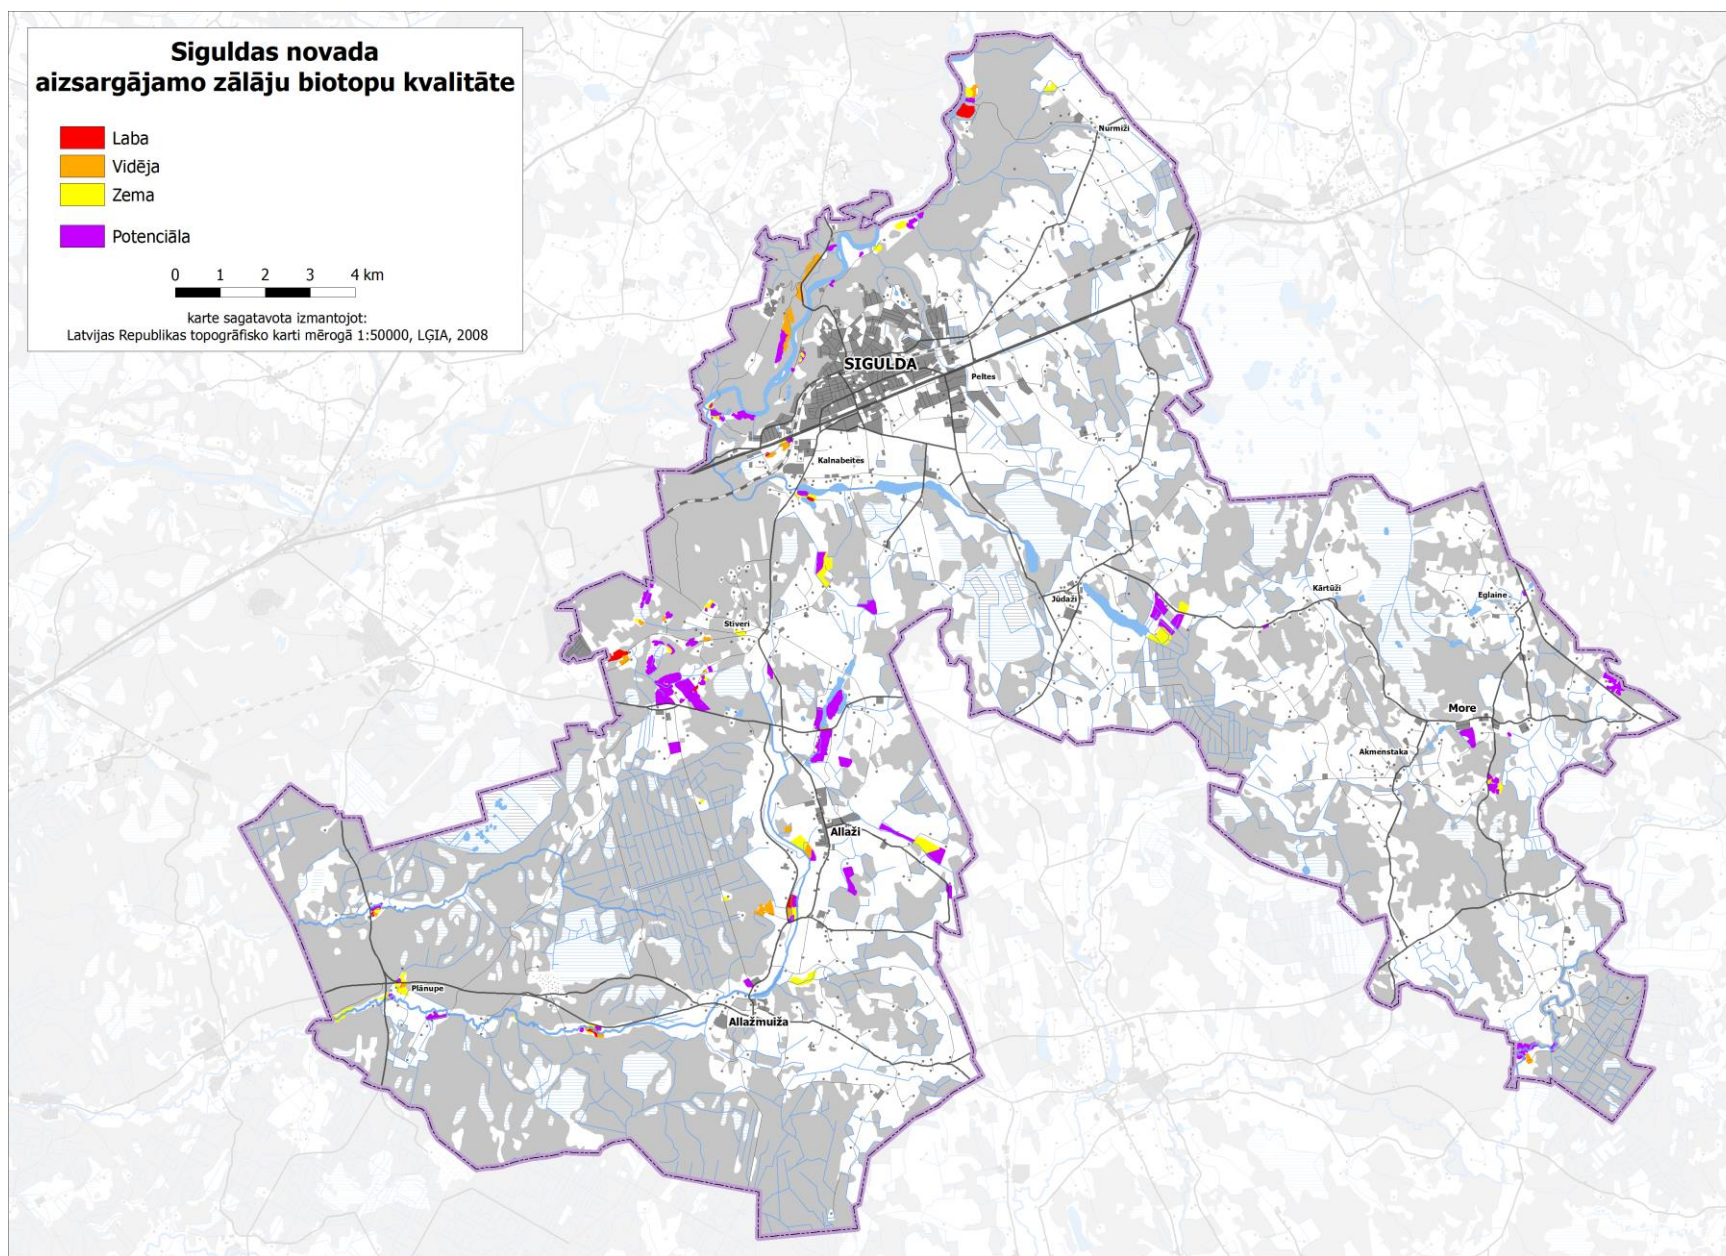 Siguldas novada
aizsargājamo zālāju biotopu kvalitāte
Laba
Vidēja
Zema
Potenciāla
0 1 2 3 4 km
karte sagatavota izmantojot:
Latvijas Republikas topogrāfisko karti mērogā 1:50000, LĢIA, 2008
Nurmiži
SIGULDA
Peltes
Kalnabeites
Stīveri
Jūdaži
Kārtūži
Eglaine
More
Akmenstaka
Allaži
Plānupe
Allažmuiža